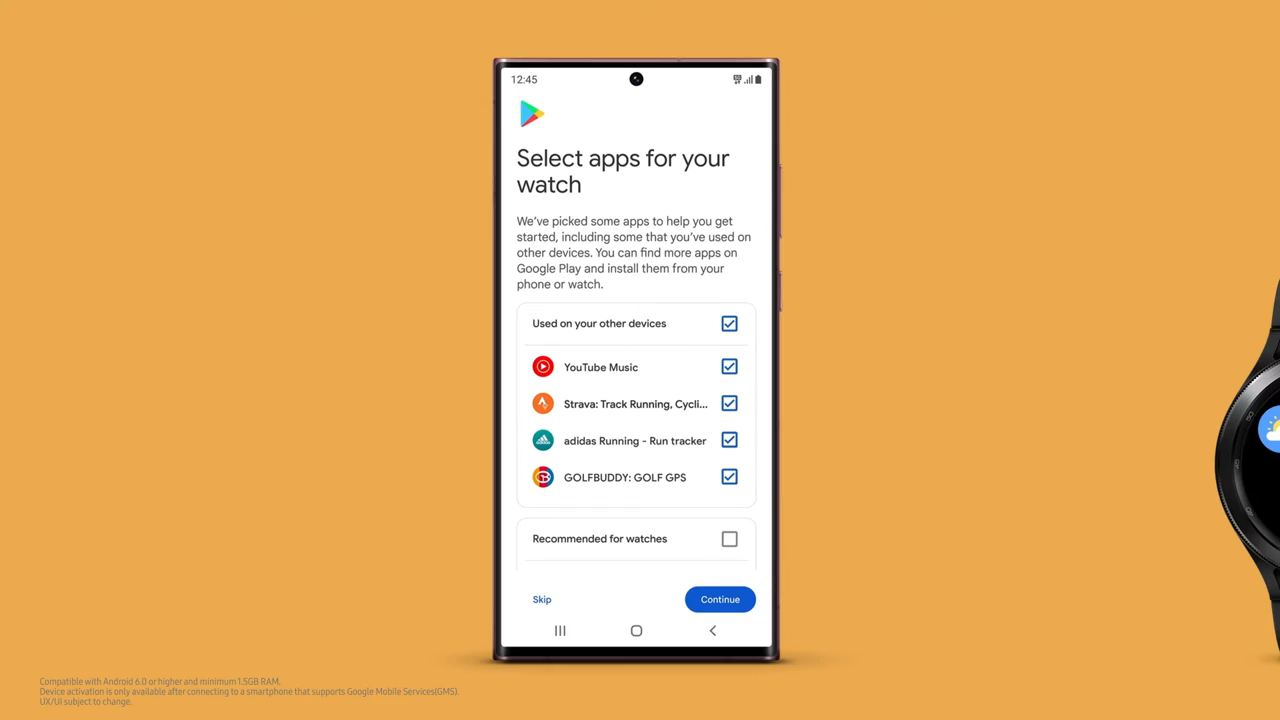 12:45
Select apps for your
watch
We've picked some apps to help you get
started, including some that you've used on
other devices. You can find more apps on
Google Play and install them from your
phone or watch.
Used on your other devices
YouTube Music
Strava: Track Running, Cycli...
adidas Running - Run tracker
GOLFBUDDY: GOLF GPS
Recommended for watches
Skip
Continue
50
45
40
Compatible with Android 6.0 or higher and minimum 1.5GB RAM.
Device activation is only available after connecting to a smartphone that supports Google Mobile Services(GMS).
UX/UI subject to change.